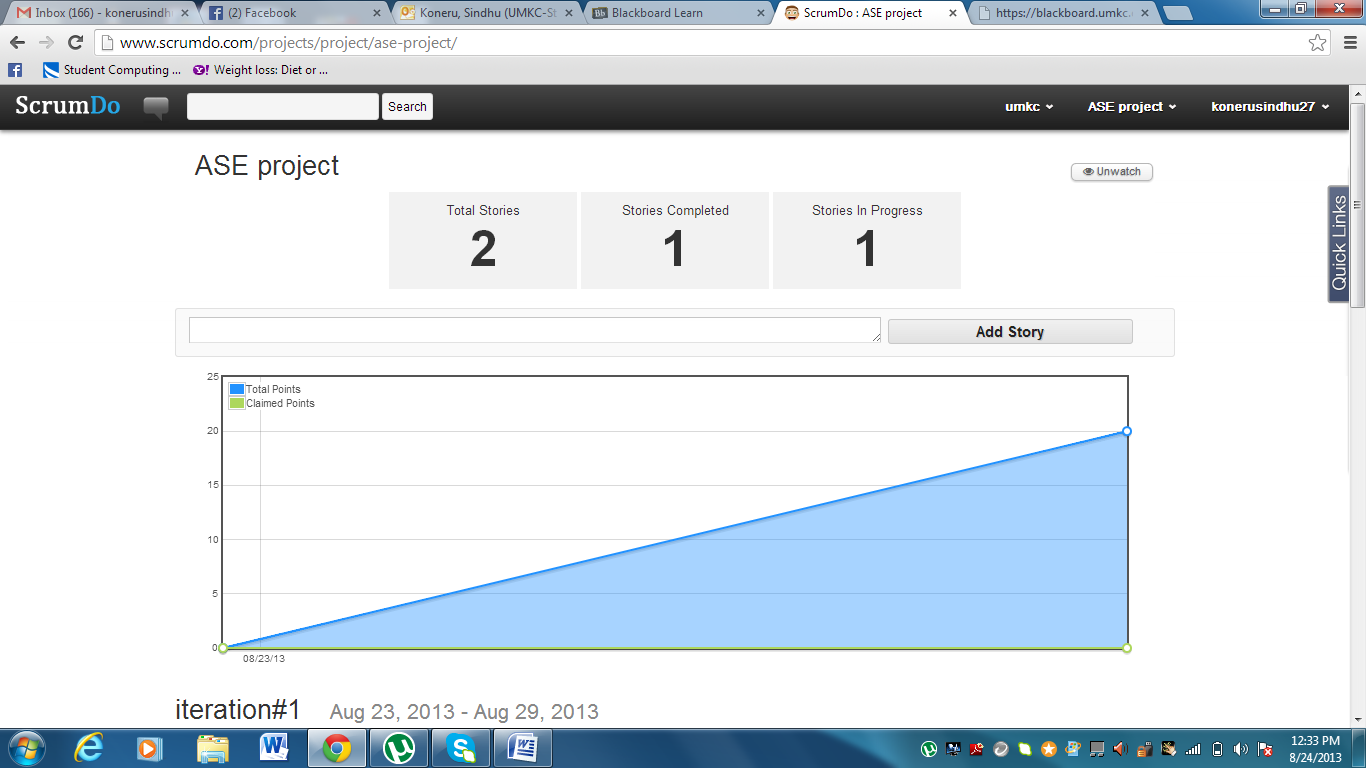 Inbox (166) - konerusindh
(2) Facebook
Koneru, Sindhu (UMKC-St
Blackboard Learn
ScrumDo : ASE project
https://blackboard.umkc.
www.scrumdo.com/projects/project/ase-project/
Student Computing ...
Weight loss: Diet or ...
ScrumDo
Search
umkc
ASE project
konerusindhu27
ASE project
Unwatch
Total Stories
Stories Completed
Stories In Progress
2
1
1
Quick Links
Add Story
25
Total Points
Claimed Points
20
15
10
5
0
08/23/13
iteration#1 Aug 23, 2013 - Aug 29, 2013
12:33 PM
8/24/2013